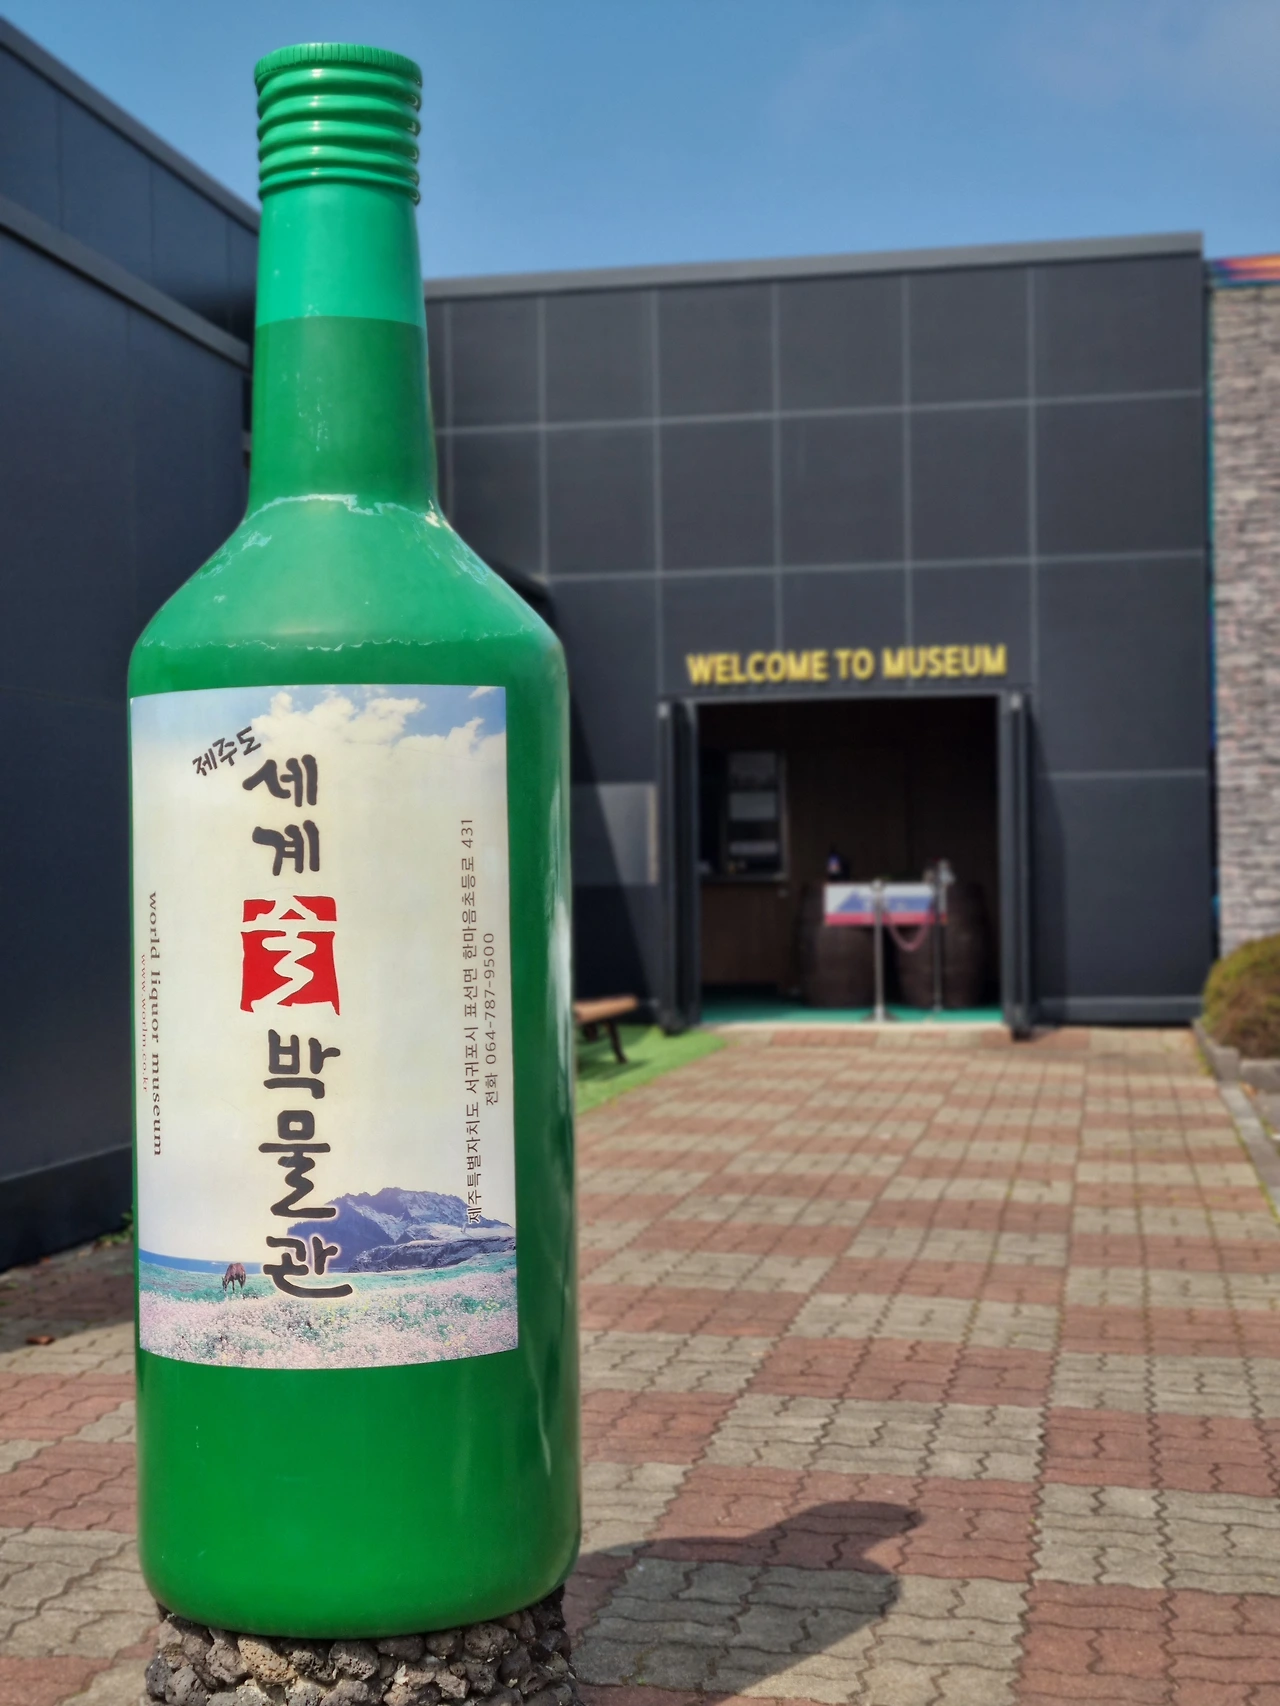 제주도
세계
술
박물관
world liquor museum
www.worlm.co.kr
제주특별자치도 서귀포시 표선면 한마음초등로 431
전화 064-787-9500
WELCOME TO MUSEUM